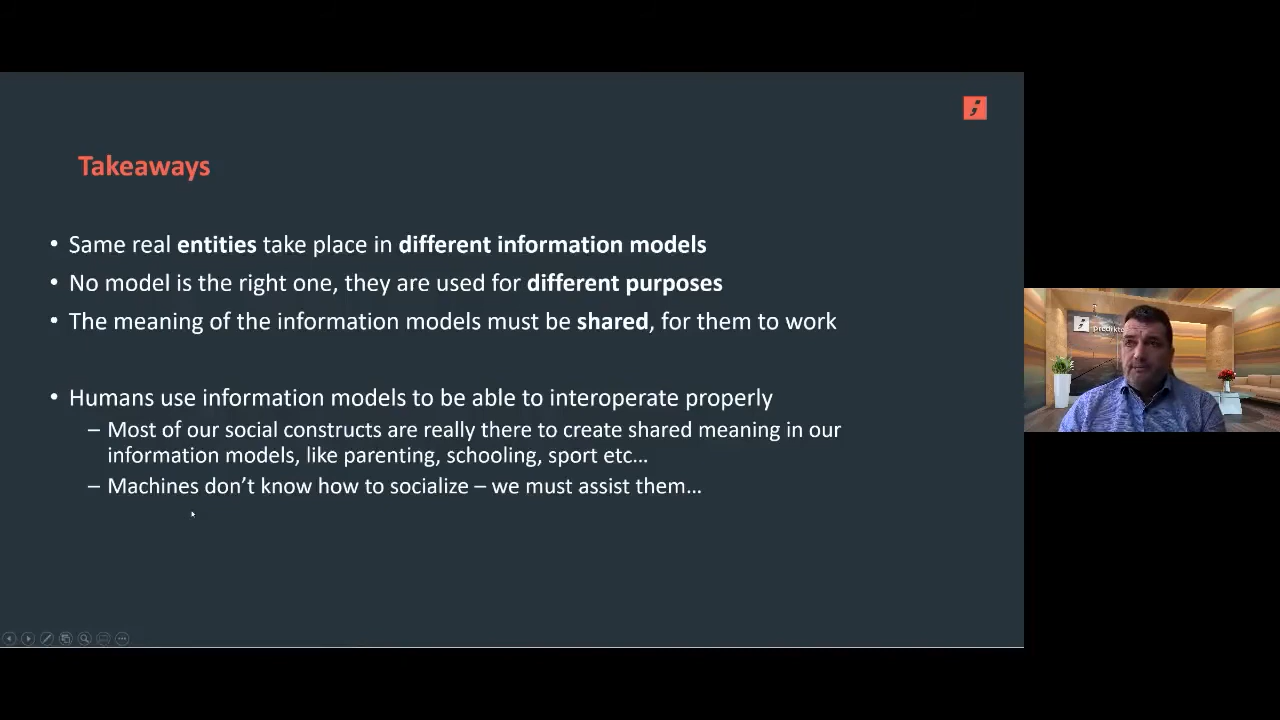 Takeaways
• Same real entities take place in different information models
• No model is the right one, they are used for different purposes
• The meaning of the information models must be shared, for them to work
• Humans use information models to be able to interoperate properly
– Most of our social constructs are really there to create shared meaning in our
information models, like parenting, schooling, sport etc…
– Machines don’t know how to socialize – we must assist them…